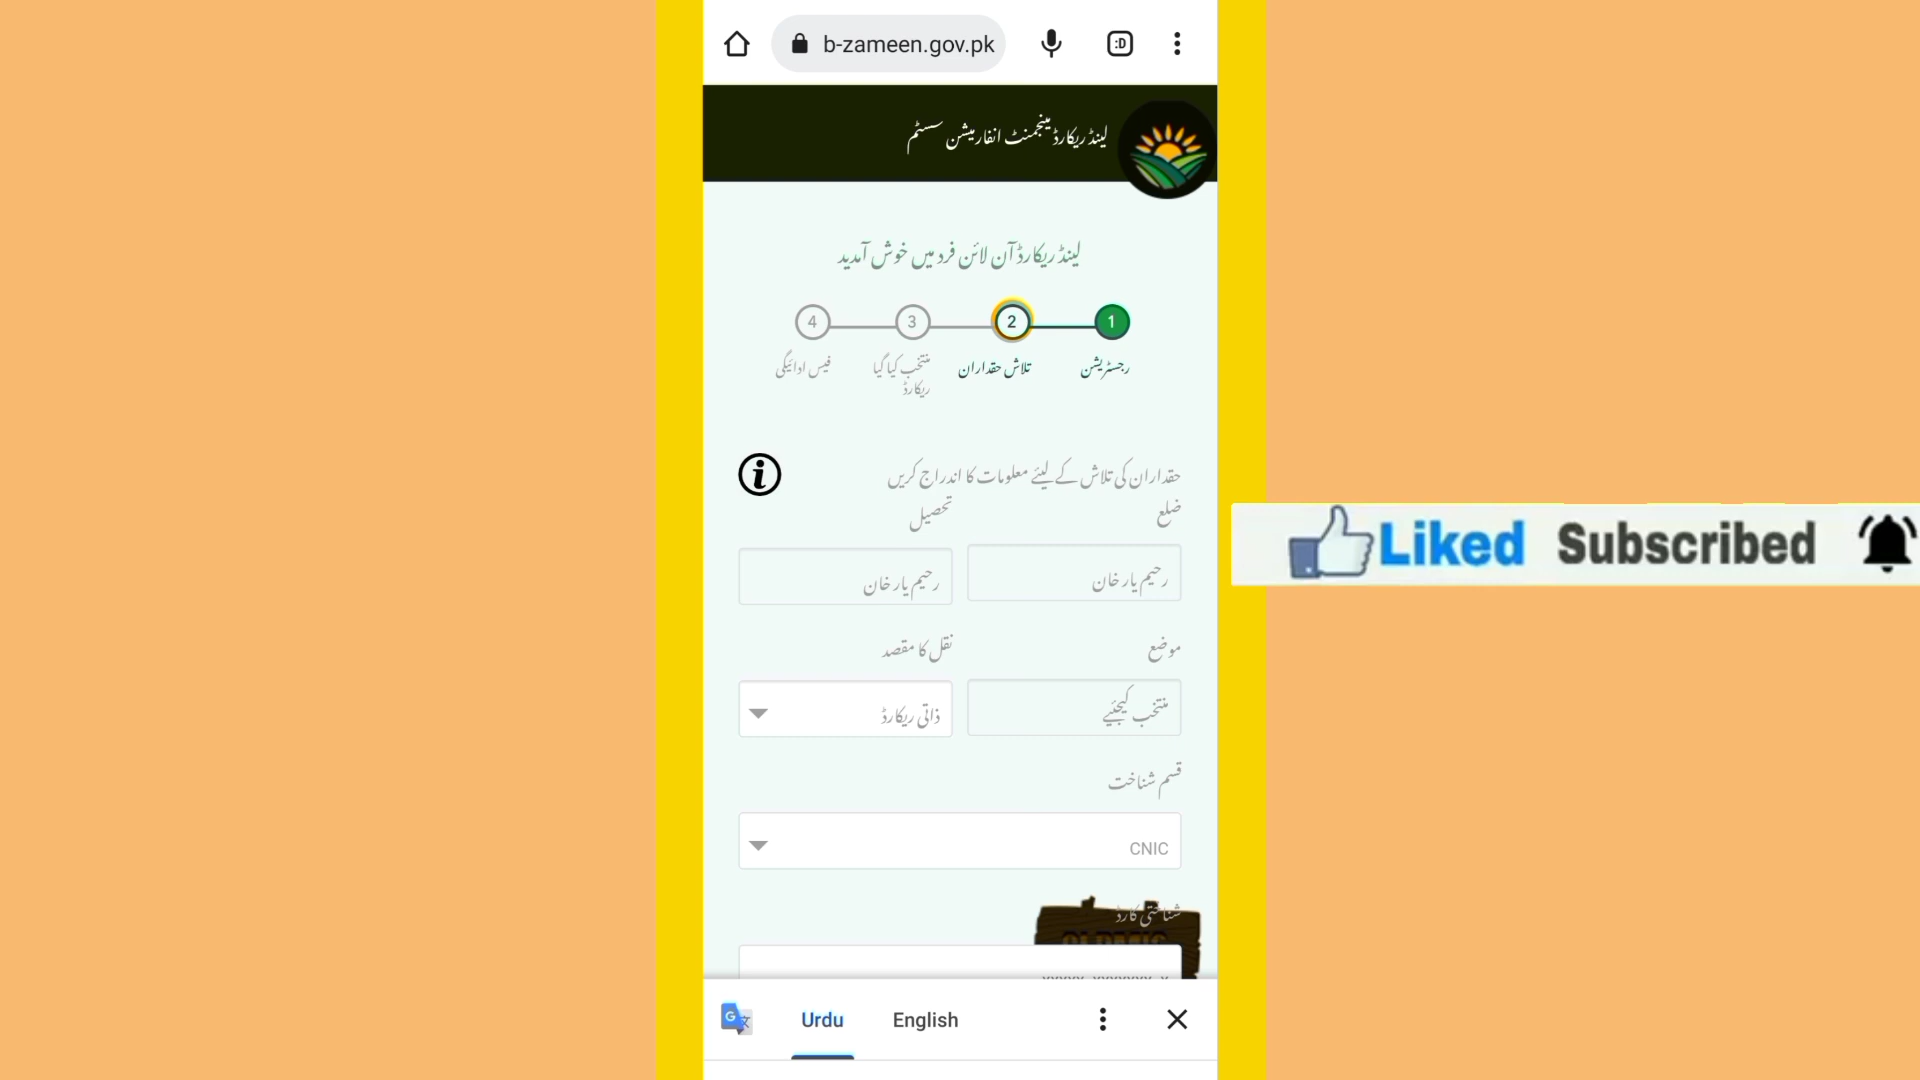 b-zameen.gov.pk
:D
لینڈ ریکارڈ مینجمنٹ انفارمیشن سسٹم
لینڈ ریکارڈ آن لائن فرد میں خوش آمدید
1 2 3 4
رجسٹریشن تلاش حقداران منتخب کیا گیا فیس ادائیگی
ریکارڈ
حقداران کی تلاش کے لیئے معلومات کا اندراج کریں
ضلع تحصیل
رحیم یار خان رحیم یار خان
Liked Subscribed
موضع نقل کا مقصد
منتخب کیجئیے ذاتی ریکارڈ
قسم شناخت
CNIC
شناختی کارڈ
Urdu English